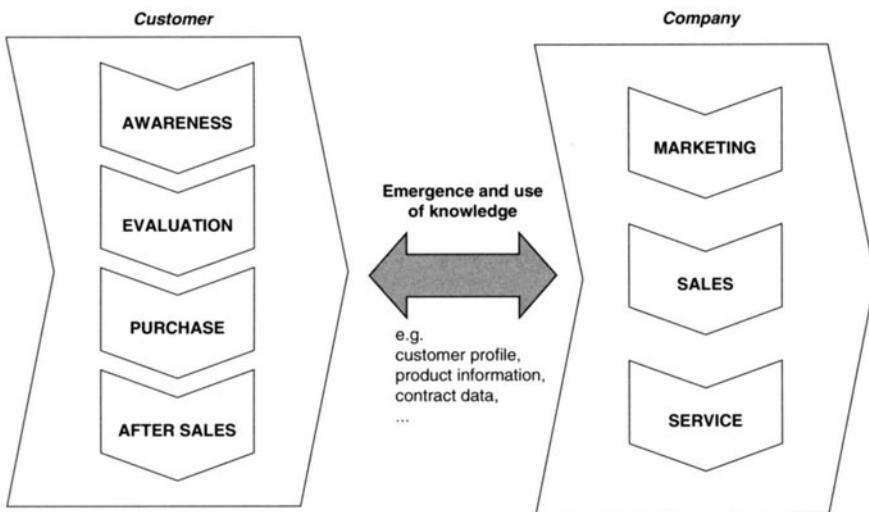 Customer
AWARENESS
EVALUATION
PURCHASE
AFTER SALES
Emergence and use
of knowledge
e.g.
customer profile,
product information,
contract data,
...
Company
MARKETING
SALES
SERVICE